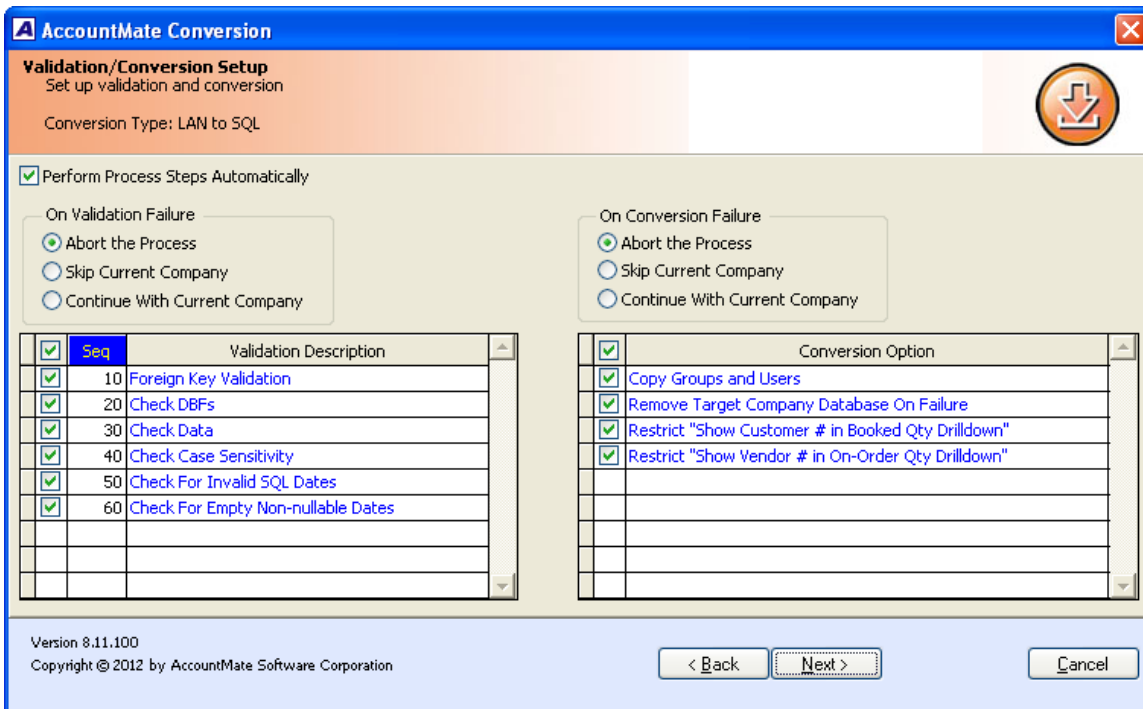 A AccountMate Conversion
Validation/Conversion Setup
Set up validation and conversion
Conversion Type: LAN to SQL
Perform Process Steps Automatically
On Validation Failure
Abort the Process
Skip Current Company
Continue With Current Company
On Conversion Failure
Abort the Process
Skip Current Company
Continue With Current Company
Seq Validation Description
10 Foreign Key Validation
20 Check DBFs
30 Check Data
40 Check Case Sensitivity
50 Check For Invalid SQL Dates
60 Check For Empty Non-nullable Dates
Conversion Option
Copy Groups and Users
Remove Target Company Database On Failure
Restrict "Show Customer # in Booked Qty Drilldown"
Restrict "Show Vendor # in On-Order Qty Drilldown"
Version 8.11.100
Copyright © 2012 by AccountMate Software Corporation
< Back Next > Cancel